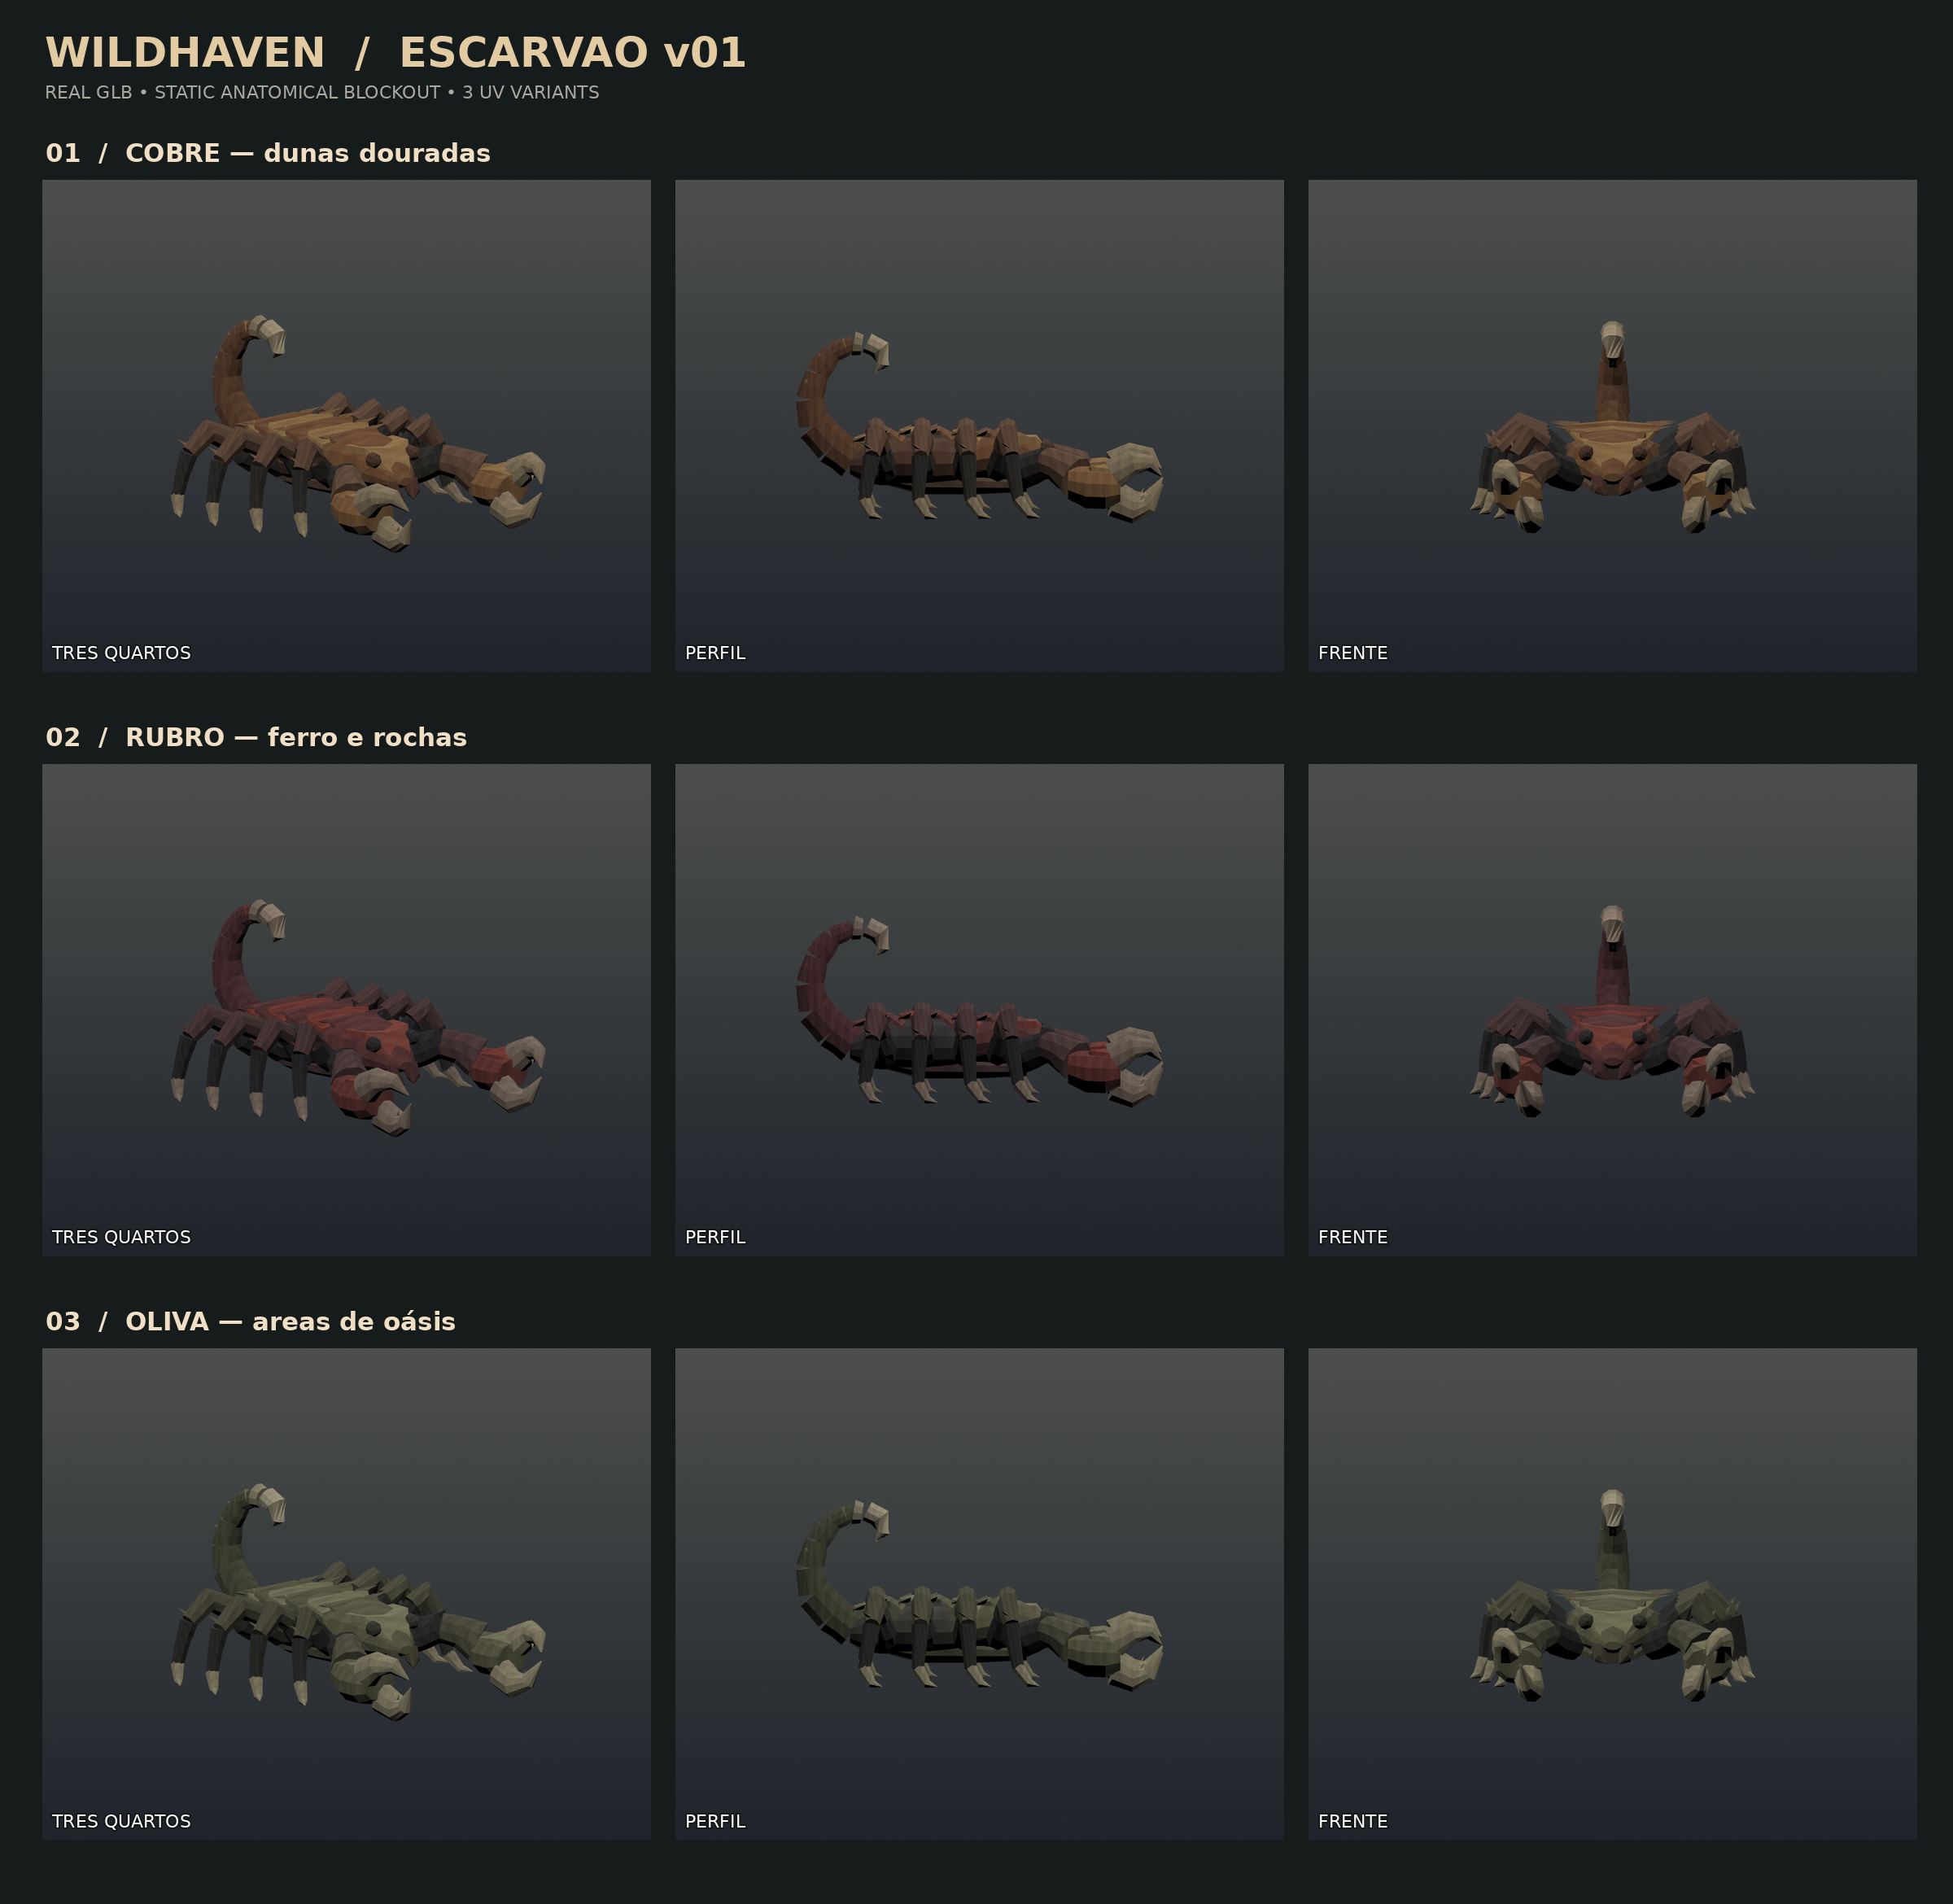 WILDHAVEN / ESCARVAO v01
REAL GLB • STATIC ANATOMICAL BLOCKOUT • 3 UV VARIANTS
01 / COBRE — dunas douradas
TRES QUARTOS
PERFIL
FRENTE
02 / RUBRO — ferro e rochas
TRES QUARTOS
PERFIL
FRENTE
03 / OLIVA — areas de oásis
TRES QUARTOS
PERFIL
FRENTE